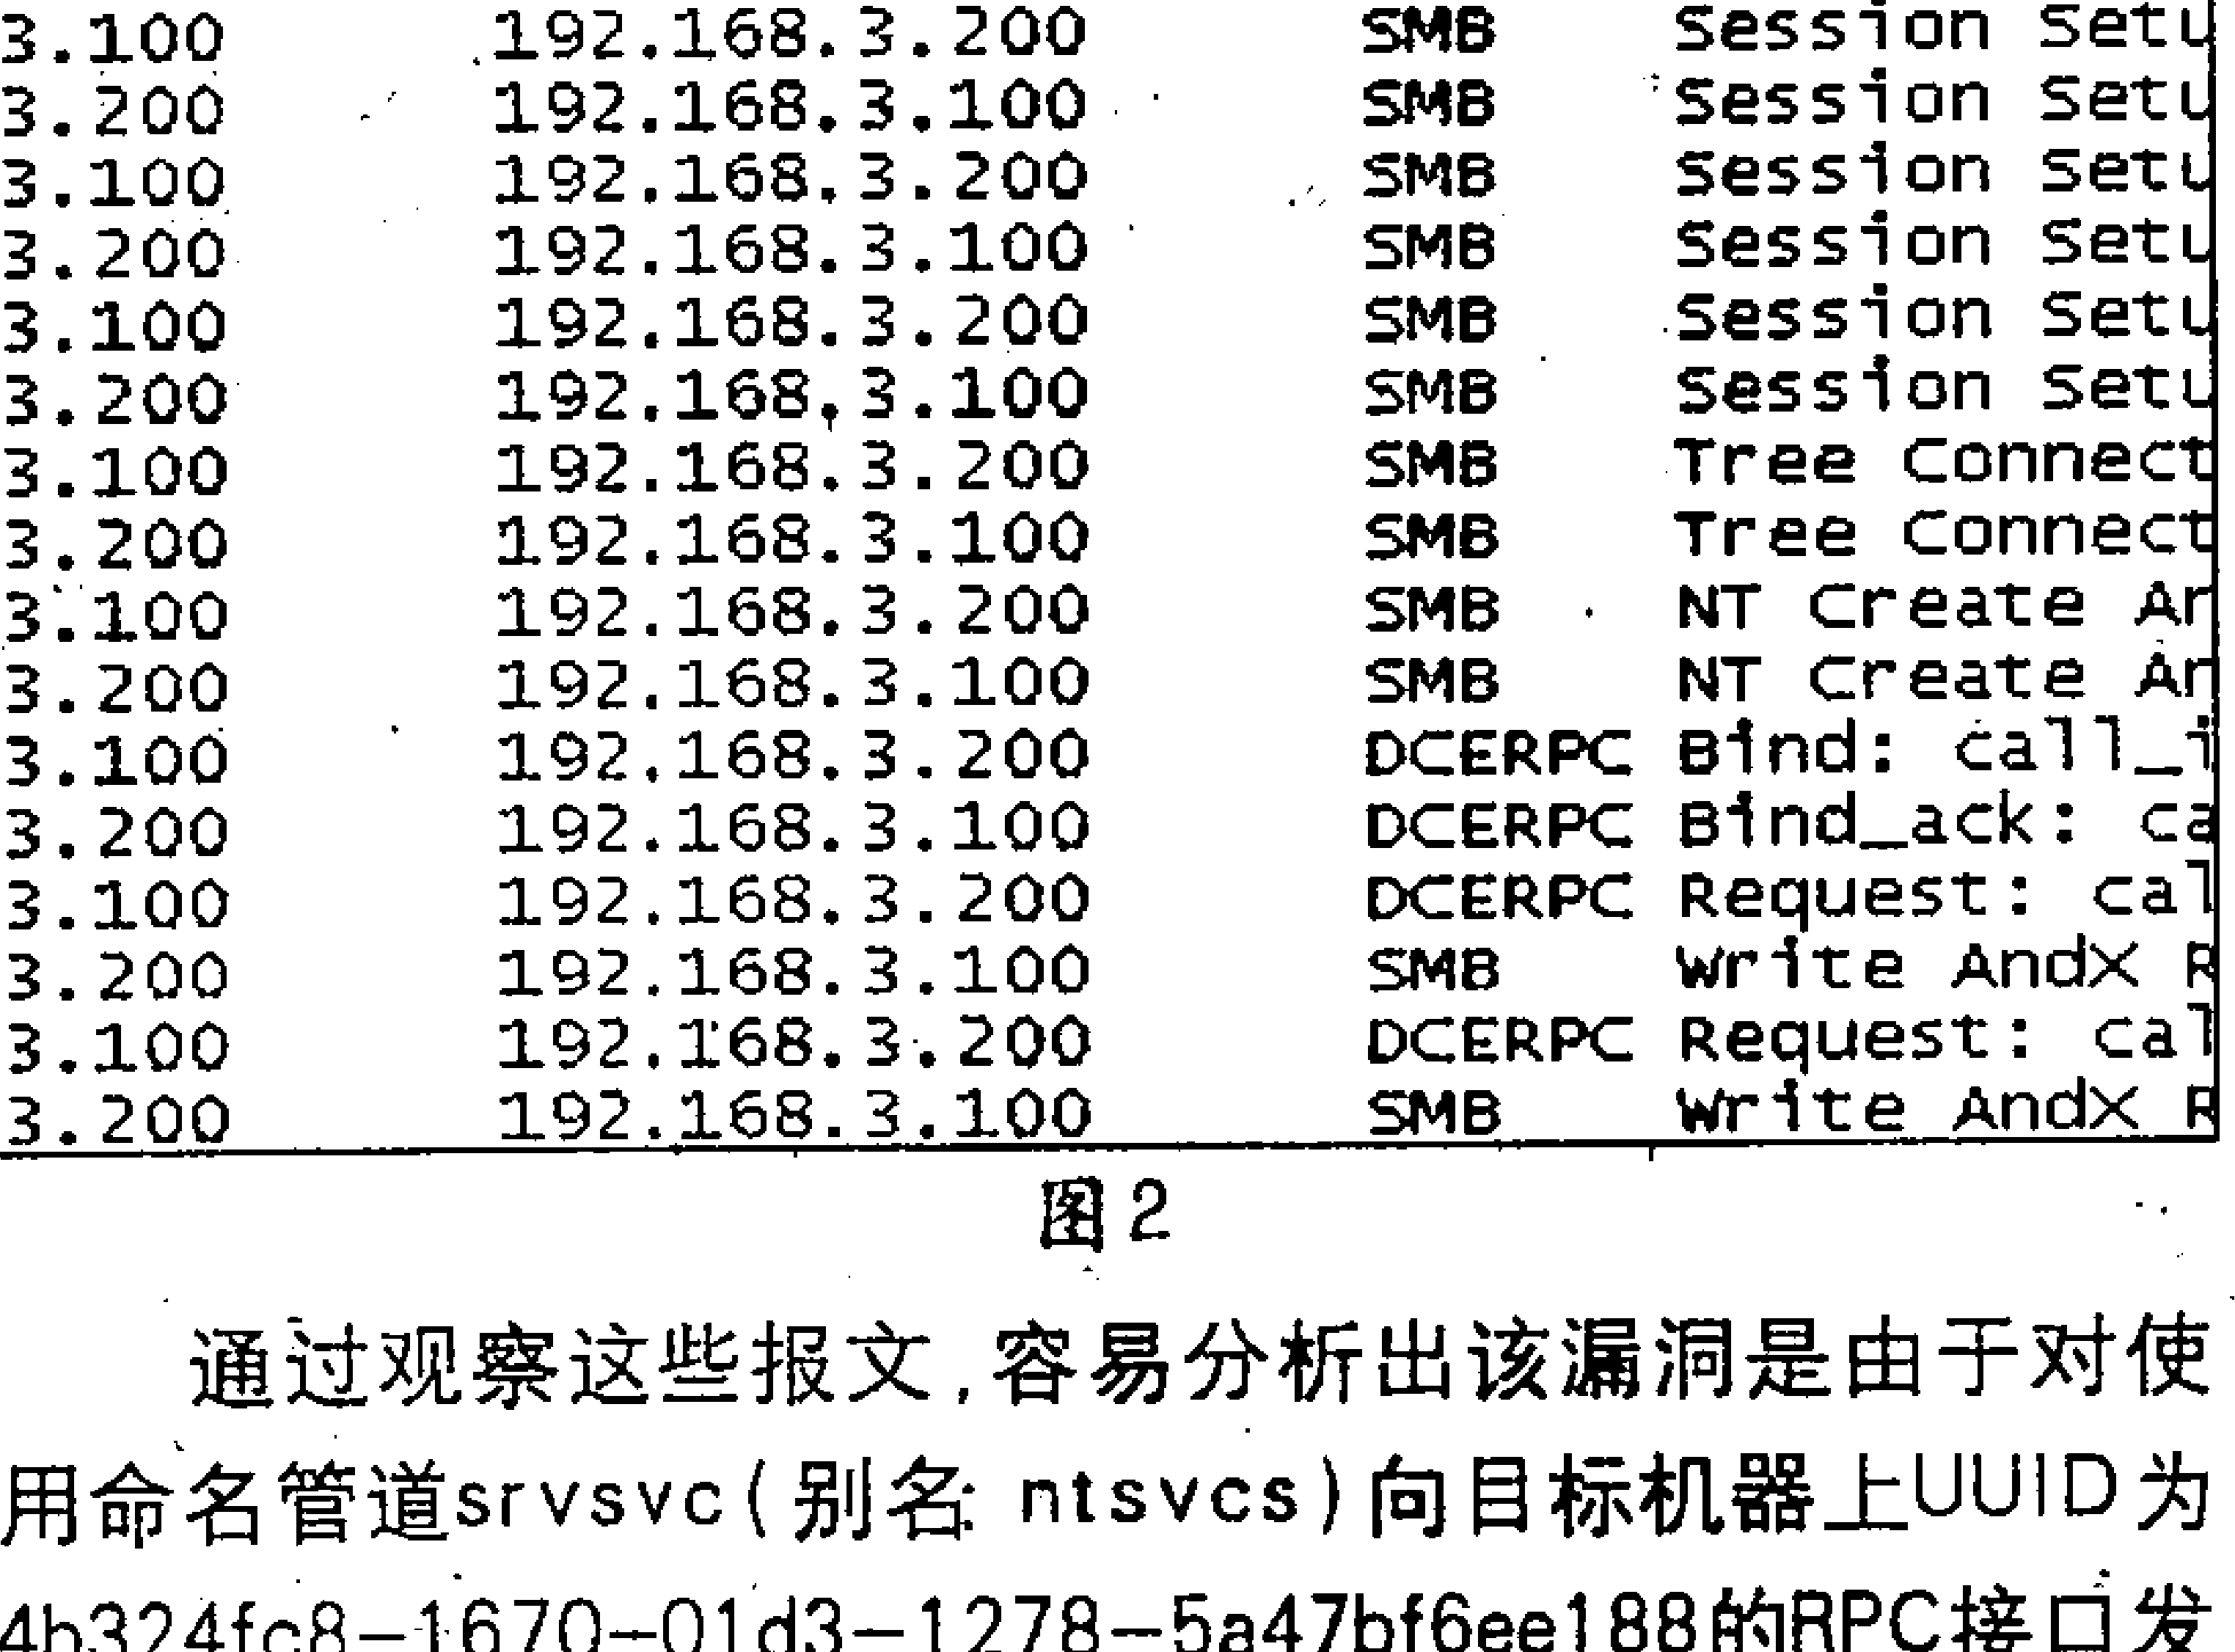 3.100 192.168.3.200 SMB Session Setu
3.200 192.168.3.100 SMB Session Setu
3.100 192.168.3.200 SMB Session Setu
3.200 192.168.3.100 SMB Session Setu
3.100 192.168.3.200 SMB Session Setu
3.200 192.168.3.100 SMB Session Setu
3.100 192.168.3.200 SMB Tree Connect
3.200 192.168.3.100 SMB Tree Connect
3.100 192.168.3.200 SMB NT Create An
3.200 192.168.3.100 SMB NT Create An
3.100 192.168.3.200 DCERPC Bind: call_i
3.200 192.168.3.100 DCERPC Bind_ack: ca
3.100 192.168.3.200 DCERPC Request: cal
3.200 192.168.3.100 SMB Write AndX R
3.100 192.168.3.200 DCERPC Request: cal
3.200 192.168.3.100 SMB Write AndX R
图2
通过观察这些报文,容易分析出该漏洞是由于对使
用命名管道srvsvc(别名: ntsvcs)向目标机器上UUID为
4b324fc8-1670-01d3-1278-5a47bf6ee188的RPC接口发